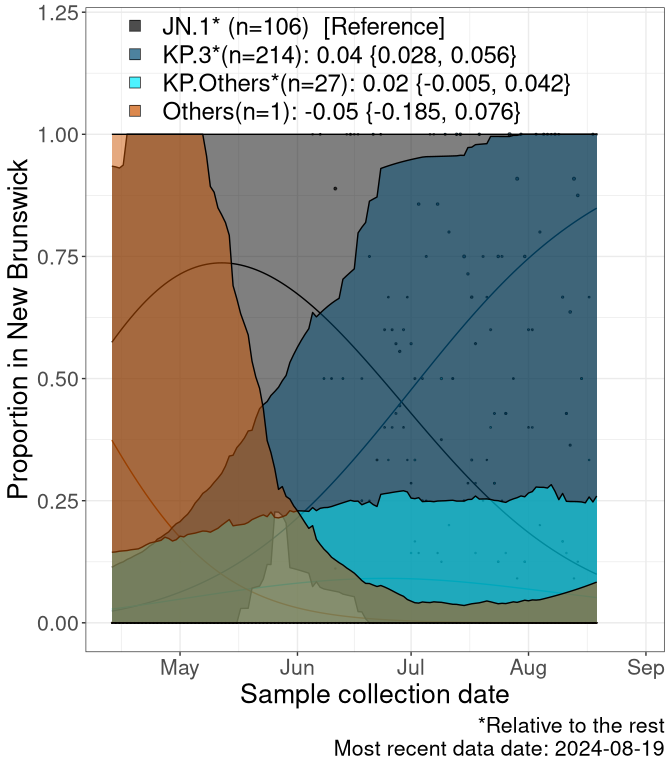 JN.1* (n=106)  [Reference]
KP.3*(n=214): 0.04 {0.028, 0.056}
KP.Others*(n=27): 0.02 {-0.005, 0.042}
Others(n=1): -0.05 {-0.185, 0.076}
1.25
1.00
0.75
0.50
0.25
0.00
Proportion in New Brunswick
May Jun Jul Aug Sep
Sample collection date
*Relative to the rest
Most recent data date: 2024-08-19